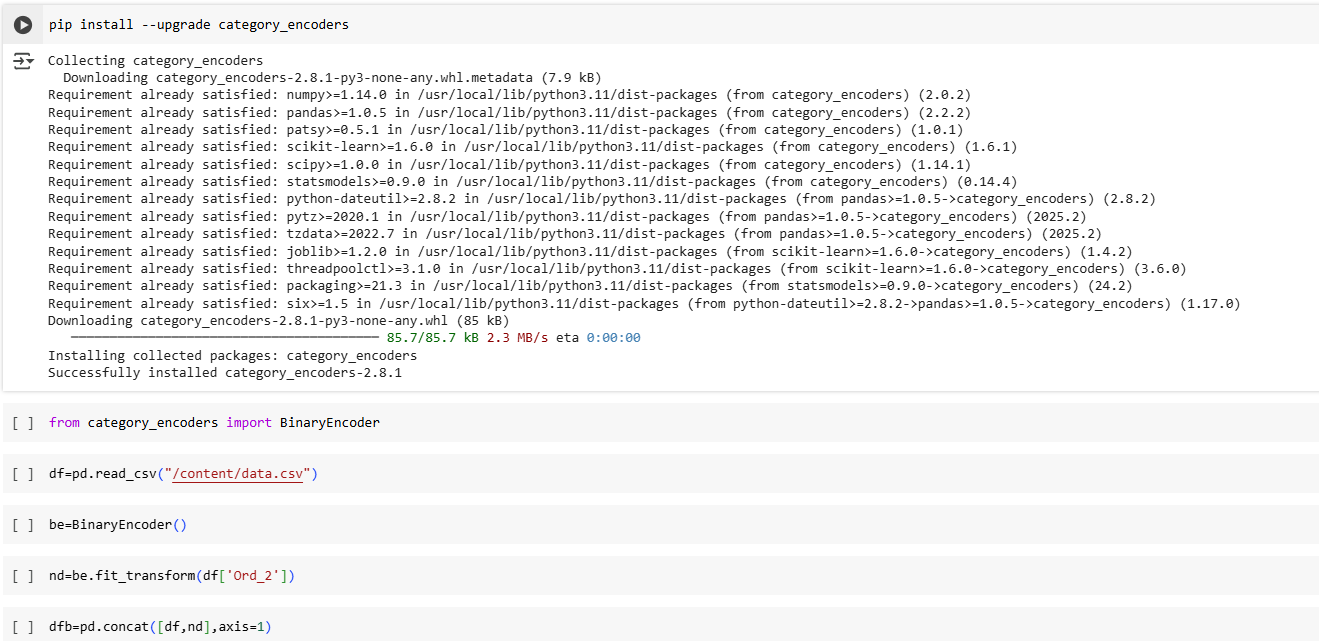 pip install --upgrade category_encoders
Collecting category_encoders
  Downloading category_encoders-2.8.1-py3-none-any.whl.metadata (7.9 kB)
Requirement already satisfied: numpy>=1.14.0 in /usr/local/lib/python3.11/dist-packages (from category_encoders) (2.0.2)
Requirement already satisfied: pandas>=1.0.5 in /usr/local/lib/python3.11/dist-packages (from category_encoders) (2.2.2)
Requirement already satisfied: patsy>=0.5.1 in /usr/local/lib/python3.11/dist-packages (from category_encoders) (1.0.1)
Requirement already satisfied: scikit-learn>=1.6.0 in /usr/local/lib/python3.11/dist-packages (from category_encoders) (1.6.1)
Requirement already satisfied: scipy>=1.0.0 in /usr/local/lib/python3.11/dist-packages (from category_encoders) (1.14.1)
Requirement already satisfied: statsmodels>=0.9.0 in /usr/local/lib/python3.11/dist-packages (from category_encoders) (0.14.4)
Requirement already satisfied: python-dateutil>=2.8.2 in /usr/local/lib/python3.11/dist-packages (from pandas>=1.0.5->category_encoders) (2.8.2)
Requirement already satisfied: pytz>=2020.1 in /usr/local/lib/python3.11/dist-packages (from pandas>=1.0.5->category_encoders) (2025.2)
Requirement already satisfied: tzdata>=2022.7 in /usr/local/lib/python3.11/dist-packages (from pandas>=1.0.5->category_encoders) (2025.2)
Requirement already satisfied: joblib>=1.2.0 in /usr/local/lib/python3.11/dist-packages (from scikit-learn>=1.6.0->category_encoders) (1.4.2)
Requirement already satisfied: threadpoolctl>=3.1.0 in /usr/local/lib/python3.11/dist-packages (from scikit-learn>=1.6.0->category_encoders) (3.6.0)
Requirement already satisfied: packaging>=21.3 in /usr/local/lib/python3.11/dist-packages (from statsmodels>=0.9.0->category_encoders) (24.2)
Requirement already satisfied: six>=1.5 in /usr/local/lib/python3.11/dist-packages (from python-dateutil>=2.8.2->pandas>=1.0.5->category_encoders) (1.17.0)
Downloading category_encoders-2.8.1-py3-none-any.whl (85 kB)
85.7/85.7 kB 2.3 MB/s eta 0:00:00
Installing collected packages: category_encoders
Successfully installed category_encoders-2.8.1
[ ] from category_encoders import BinaryEncoder
[ ] df=pd.read_csv("/content/data.csv")
[ ] be=BinaryEncoder()
[ ] nd=be.fit_transform(df['Ord_2'])
[ ] dfb=pd.concat([df,nd],axis=1)